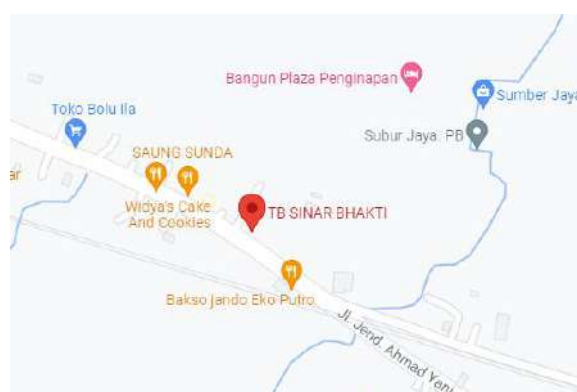 Bangun Plaza Penginapan
Toko Bolu Ila
Sumber Jaya
Subur Jaya. PB
SAUNG SUNDA
ar
Widya's Cake
And Cookies
TB SINAR BHAKTI
Bakso jando Eko Putro
Jl. Jend. Ahmad Yani